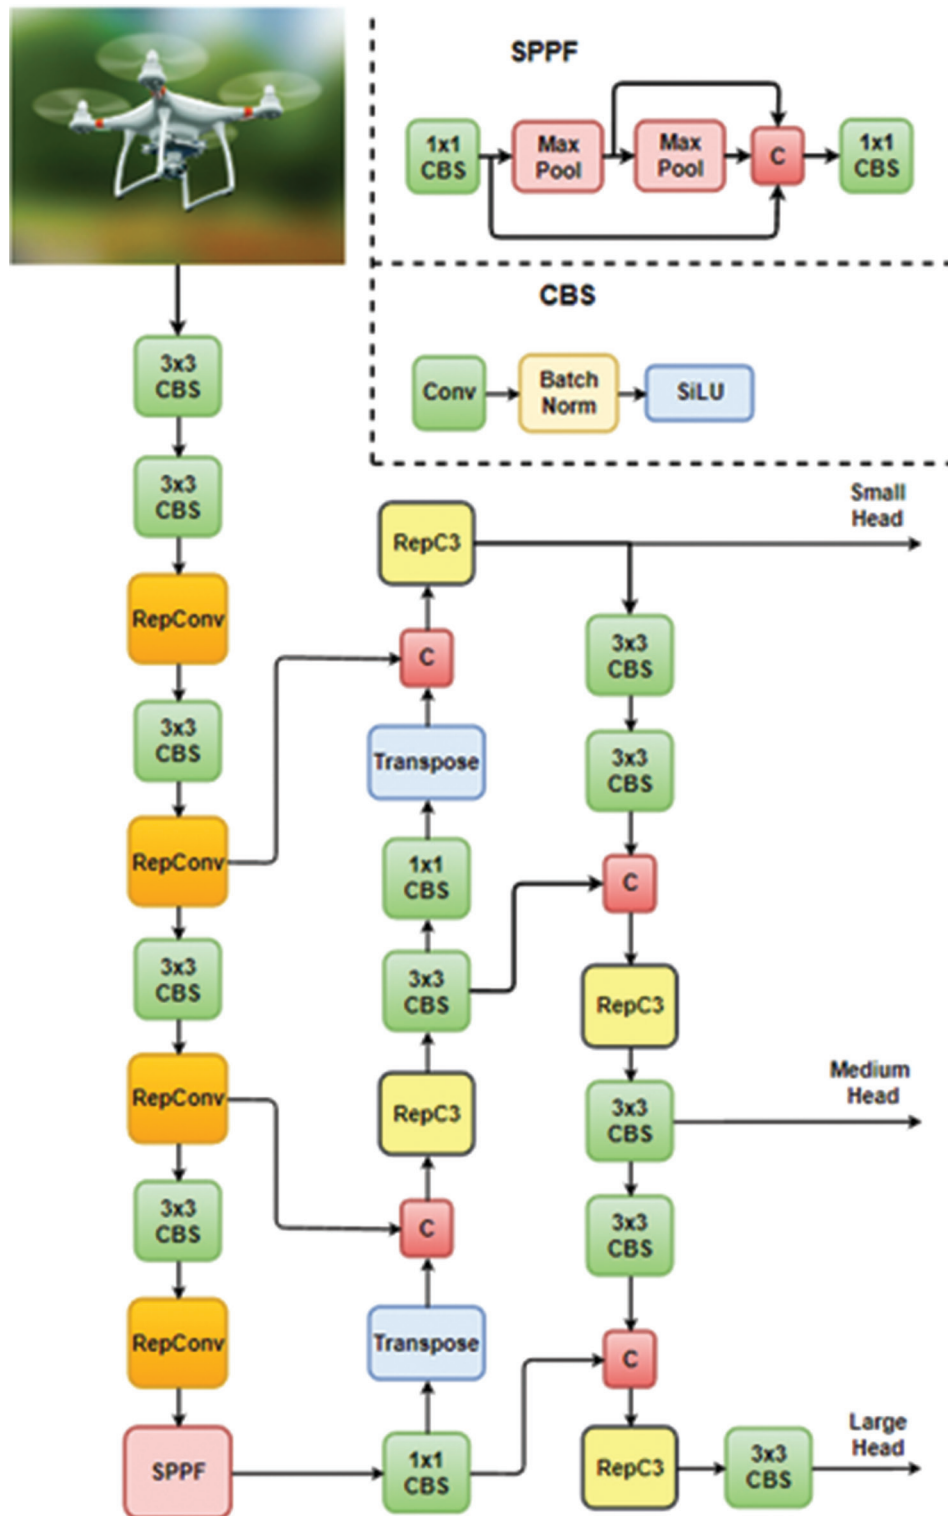 SPPF
1x1
CBS
Max
Pool
Max
Pool
C
1x1
CBS
CBS
Conv
Batch
Norm
SiLU
3x3
CBS
3x3
CBS
RepConv
3x3
CBS
RepConv
3x3
CBS
RepConv
3x3
CBS
RepConv
SPPF
RepC3
C
Transpose
1x1
CBS
3x3
CBS
RepC3
C
Transpose
1x1
CBS
Small
Head
3x3
CBS
3x3
CBS
C
RepC3
Medium
Head
3x3
CBS
3x3
CBS
C
Large
Head
RepC3
3x3
CBS